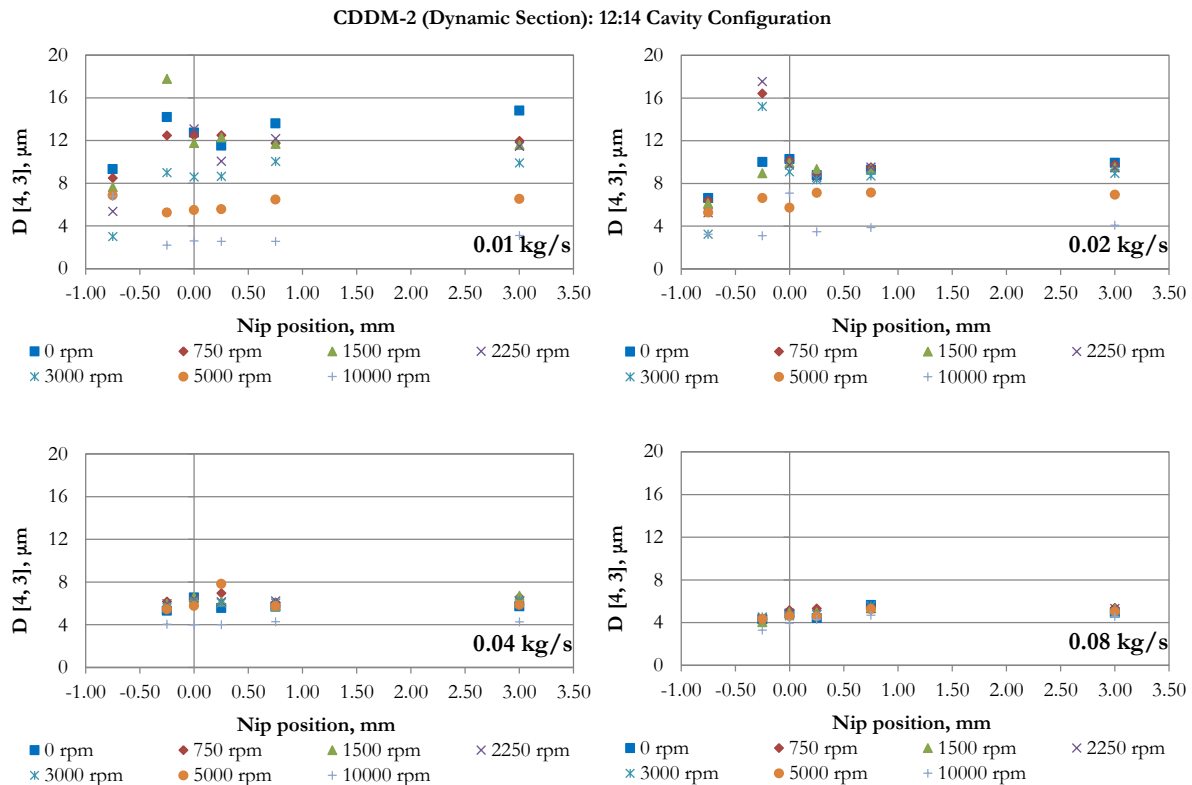 CDDM-2 (Dynamic Section): 12:14 Cavity Configuration
D [4, 3], µm
20
16
12
8
4
0
0.01 kg/s
-1.00 -0.50 0.00 0.50 1.00 1.50 2.00 2.50 3.00 3.50
Nip position, mm
0 rpm 750 rpm 1500 rpm 2250 rpm
3000 rpm 5000 rpm 10000 rpm
D [4, 3], µm
20
16
12
8
4
0
0.02 kg/s
-1.00 -0.50 0.00 0.50 1.00 1.50 2.00 2.50 3.00 3.50
Nip position, mm
0 rpm 750 rpm 1500 rpm 2250 rpm
3000 rpm 5000 rpm 10000 rpm
D [4, 3], µm
20
16
12
8
4
0
0.04 kg/s
-1.00 -0.50 0.00 0.50 1.00 1.50 2.00 2.50 3.00 3.50
Nip position, mm
0 rpm 750 rpm 1500 rpm 2250 rpm
3000 rpm 5000 rpm 10000 rpm
D [4, 3], µm
20
16
12
8
4
0
0.08 kg/s
-1.00 -0.50 0.00 0.50 1.00 1.50 2.00 2.50 3.00 3.50
Nip position, mm
0 rpm 750 rpm 1500 rpm 2250 rpm
3000 rpm 5000 rpm 10000 rpm